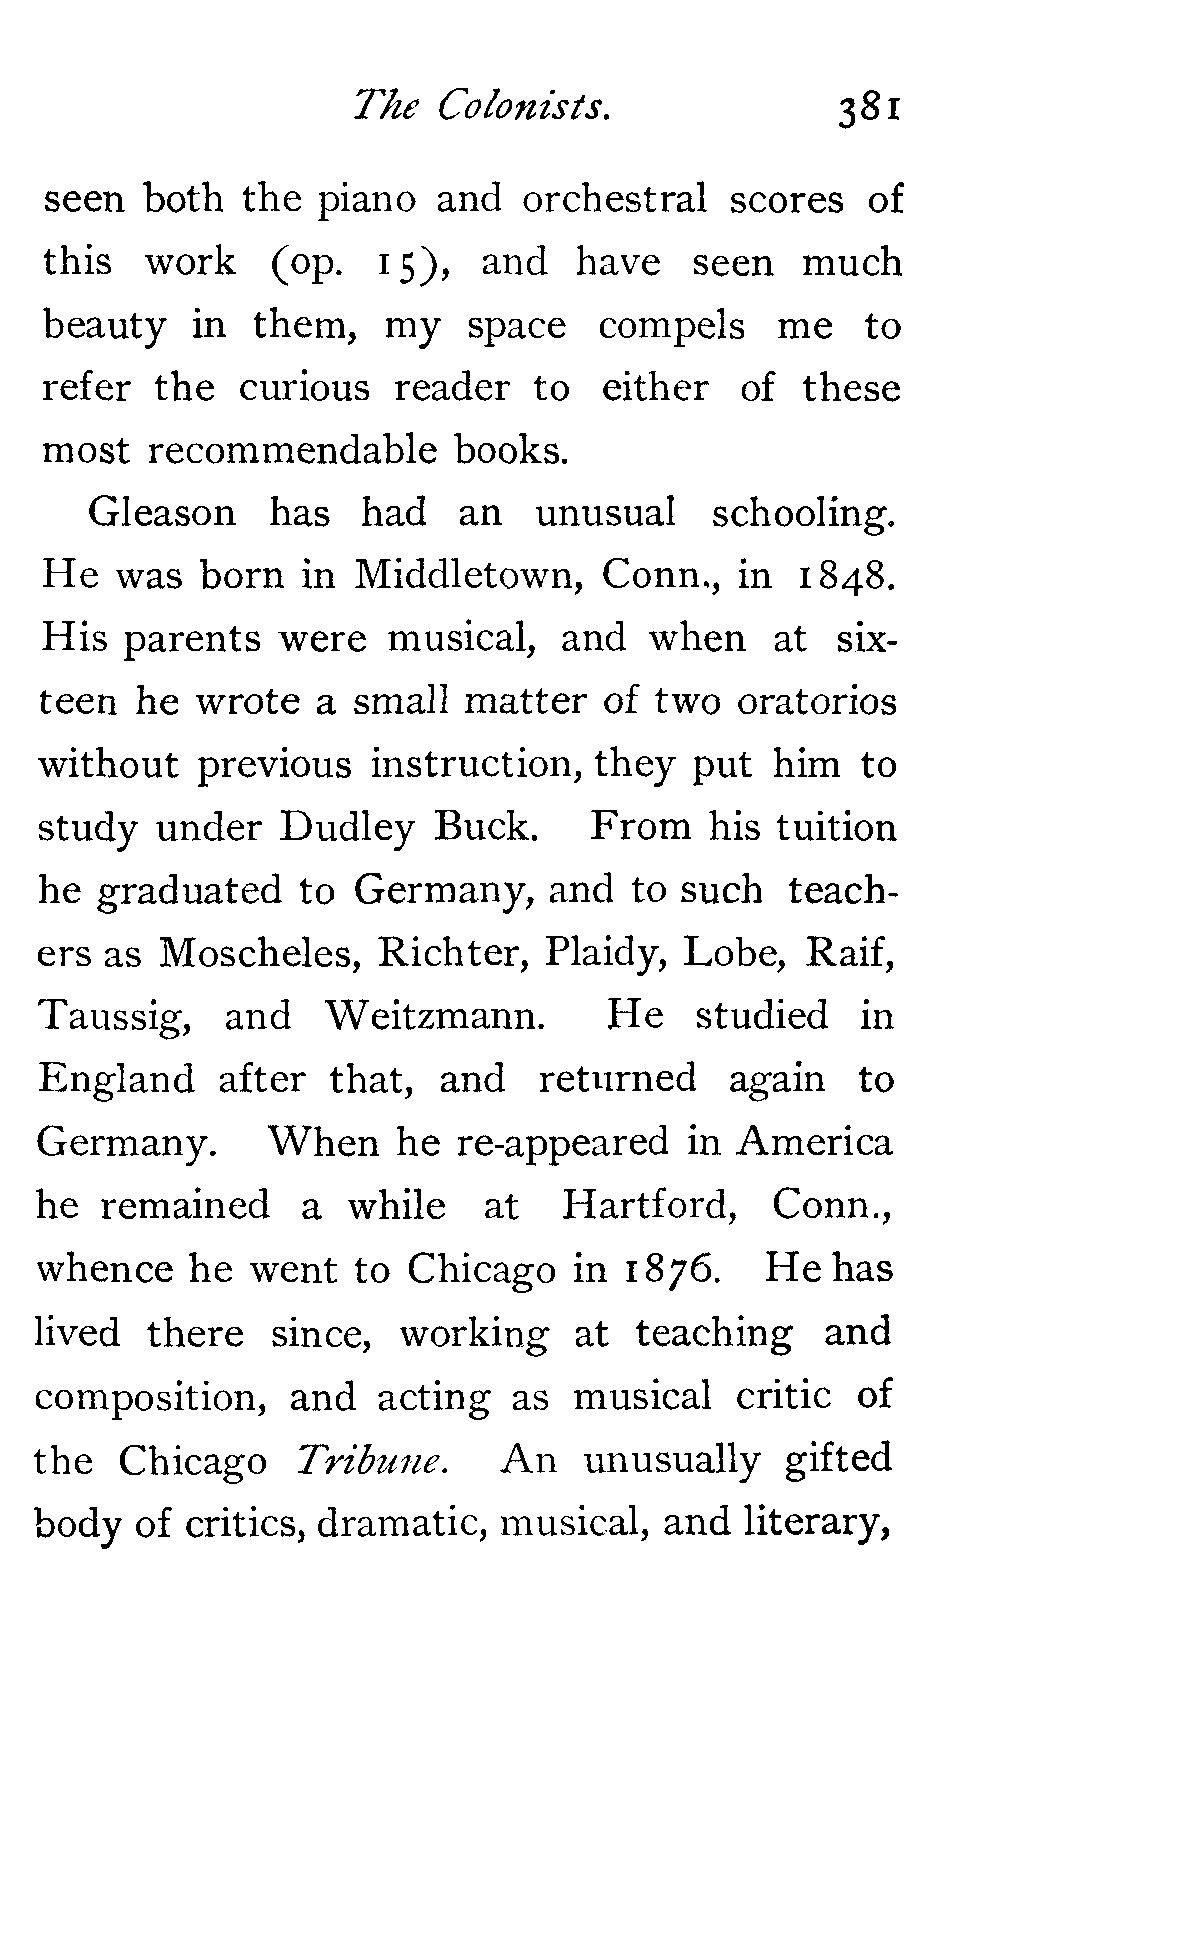 The Colonists. 381
seen both the piano and orchestral scores of
this work (op. 15), and have seen much
beauty in them, my space compels me to
refer the curious reader to either of these
most recommendable books.
Gleason has had an unusual schooling.
He was born in Middletown, Conn., in 1848.
His parents were musical, and when at six-
teen he wrote a small matter of two oratorios
without previous instruction, they put him to
study under Dudley Buck. From his tuition
he graduated to Germany, and to such teach-
ers as Moscheles, Richter, Plaidy, Lobe, Raif,
Taussig, and Weitzmann. He studied in
England after that, and returned again to
Germany. When he re-appeared in America
he remained a while at Hartford, Conn.,
whence he went to Chicago in 1876. He has
lived there since, working at teaching and
composition, and acting as musical critic of
the Chicago Tribune. An unusually gifted
body of critics, dramatic, musical, and literary,